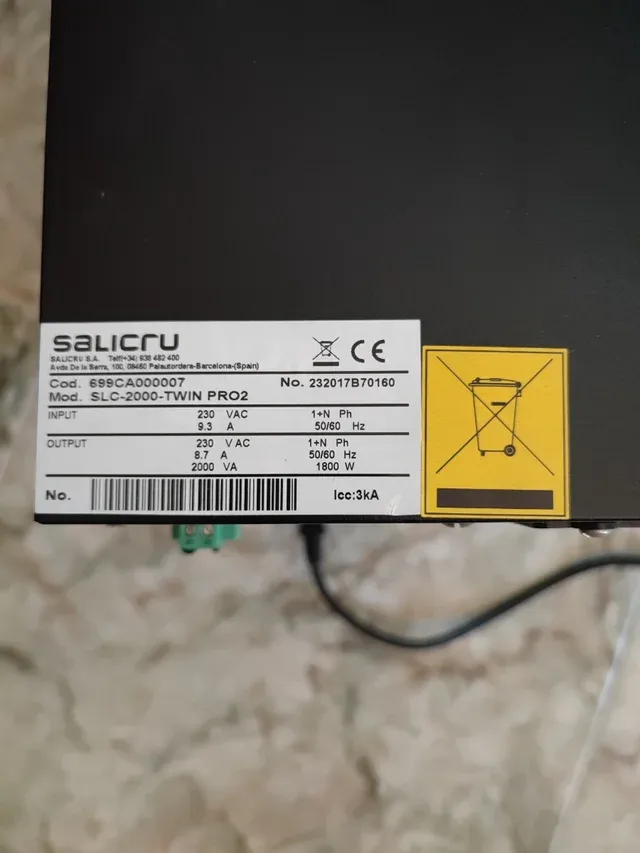 SALICRU
SALICRU S.A. Telf(+34) 938 482 400
Avda De la Serra, 100, 08460 Palautordera-Barcelona-(Spain)
CE
Cod. 699CA000007
No. 232017B70160
Mod. SLC-2000-TWIN PRO2
INPUT 230 VAC 1+N Ph
9.3 A 50/60 Hz
OUTPUT 230 VAC 1+N Ph
8.7 A 50/60 Hz
2000 VA 1800 W
No. Icc:3kA